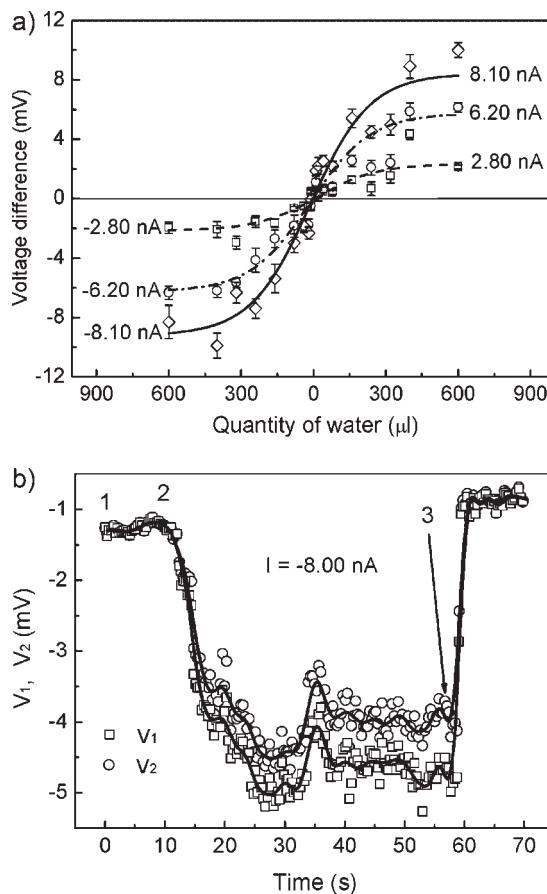 a)
12
8
4
0
-4
-8
-12
Voltage difference (mV)
8.10 nA
6.20 nA
2.80 nA
-2.80 nA
-6.20 nA
-8.10 nA
900 600 300 0 300 600 900
Quantity of water (μl)
b)
-1
-2
-3
-4
-5
V1, V2 (mV)
1 2
3
I = -8.00 nA
V1
V2
0 10 20 30 40 50 60 70
Time (s)